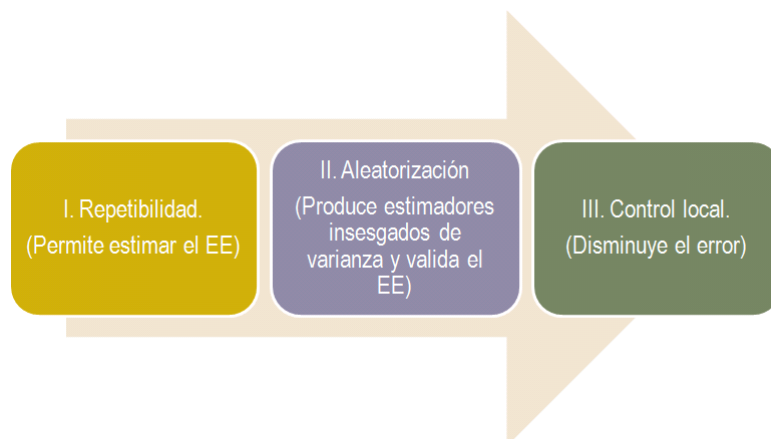 I. Repetibilidad.
(Permite estimar el EE)
II. Aleatorización
(Produce estimadores
insesgados de
varianza y valida el
EE)
III. Control local.
(Disminuye el error)